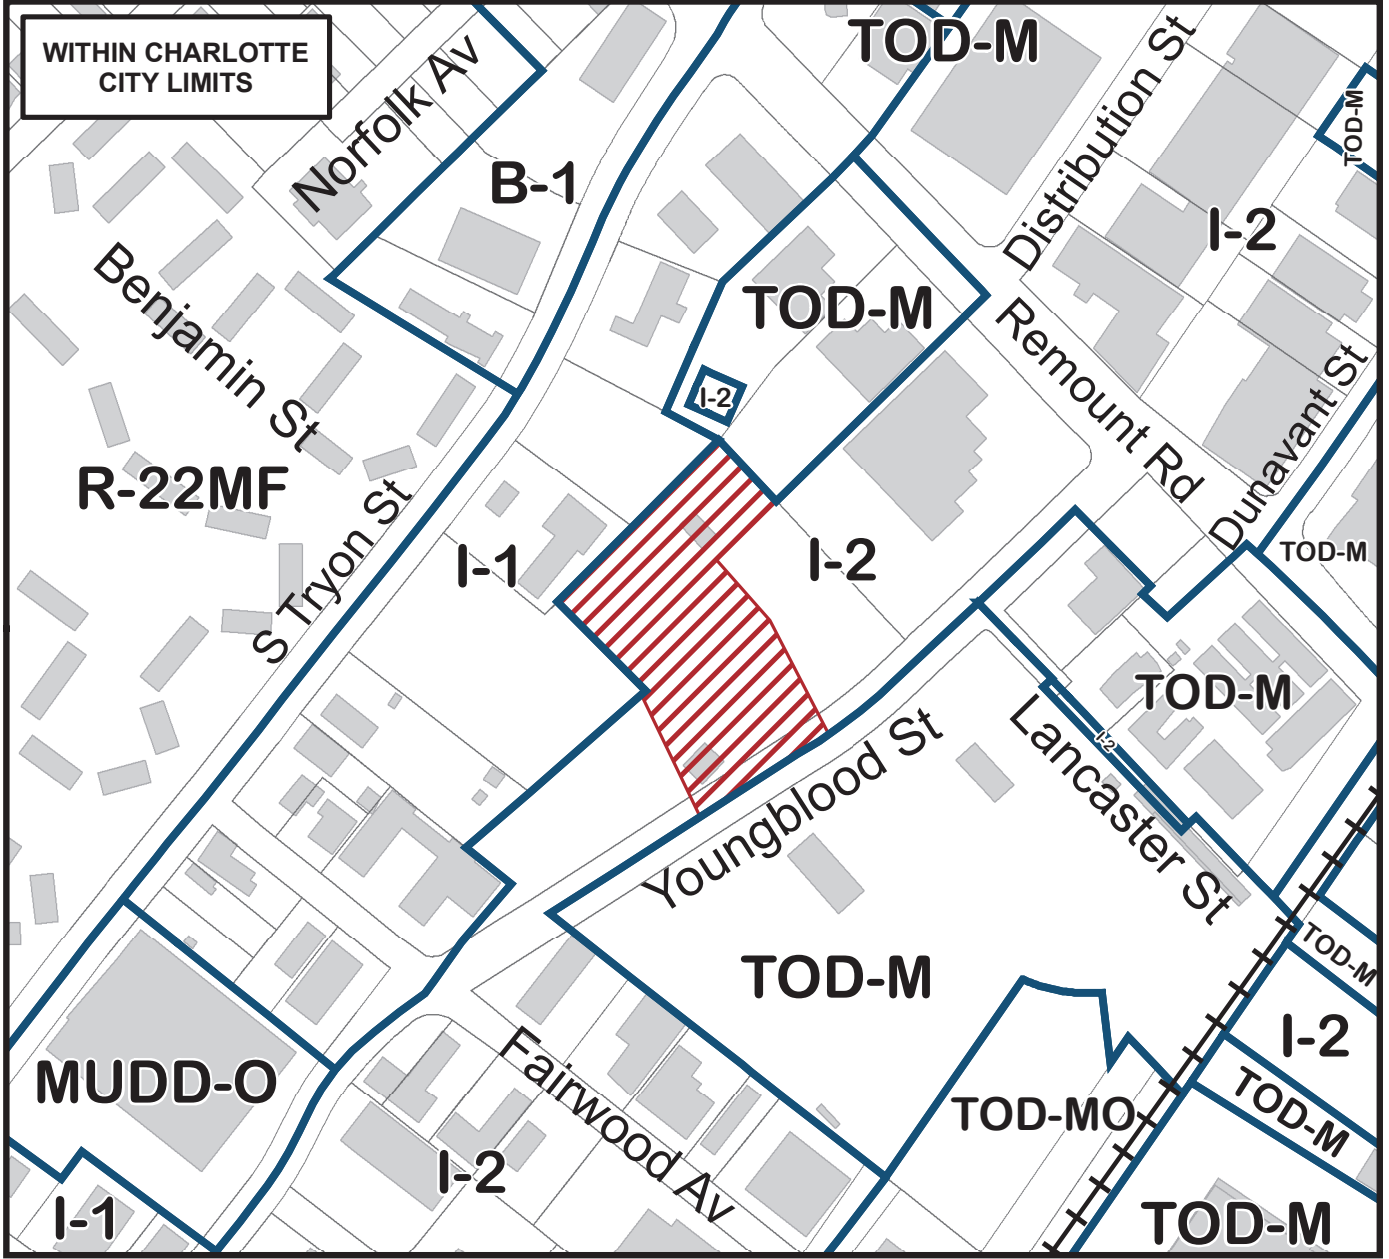 WITHIN CHARLOTTE
CITY LIMITS
Norfolk Av
TOD-M
Distribution St
TOD-M
B-1
I-2
Benjamin St
TOD-M
Remount Rd
Dunavant St
I-2
R-22MF
S Tryon St
I-1
I-2
TOD-M
TOD-M
Lancaster St
I-2
Youngblood St
TOD-M
TOD-M
I-2
MUDD-O
Fairwood Av
TOD-MO
TOD-M
I-2
I-1
TOD-M